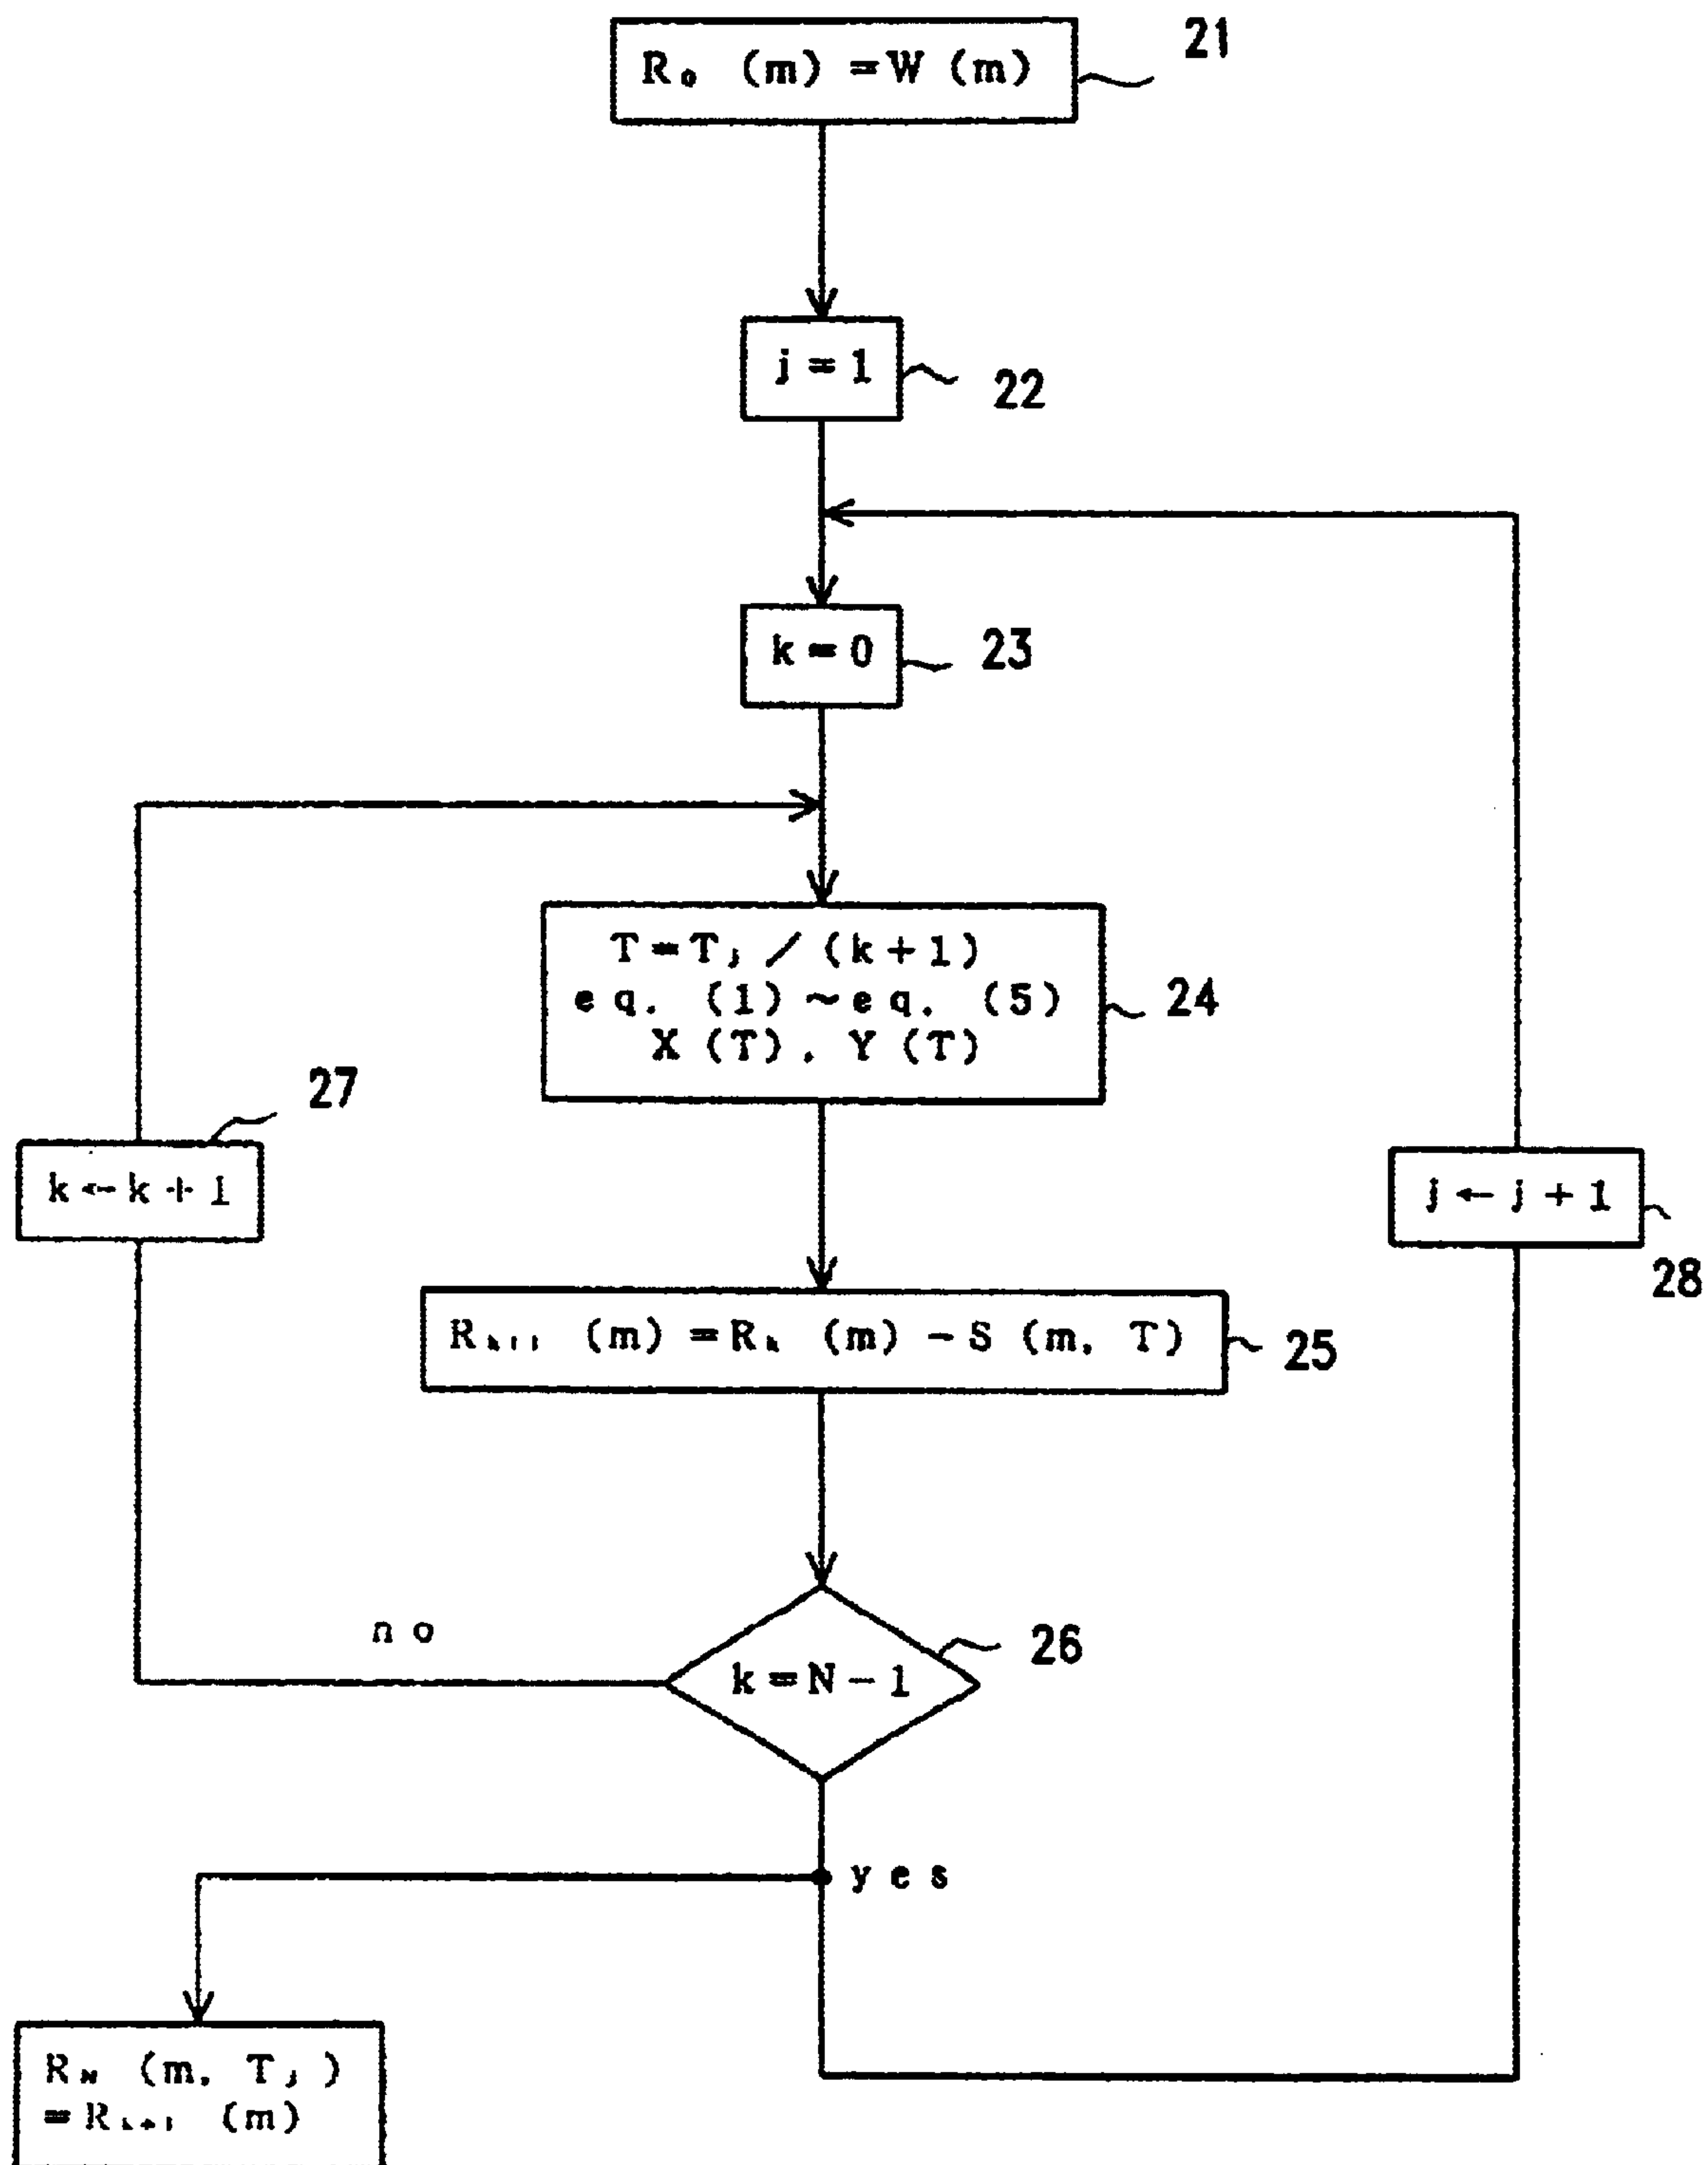 R₀ (m) = W (m)
21
j = 1
22
k = 0
23
T = Tⱼ / (k + 1)
eq. (1) ~ eq. (5)
X (T), Y (T)
24
27
k ← k + 1
j ← j + 1
28
Rₖ₊₁ (m) = Rₖ (m) - S (m, T)
25
no
26
k = N - 1
yes
R_N (m, Tⱼ)
= Rₖ₊₁ (m)